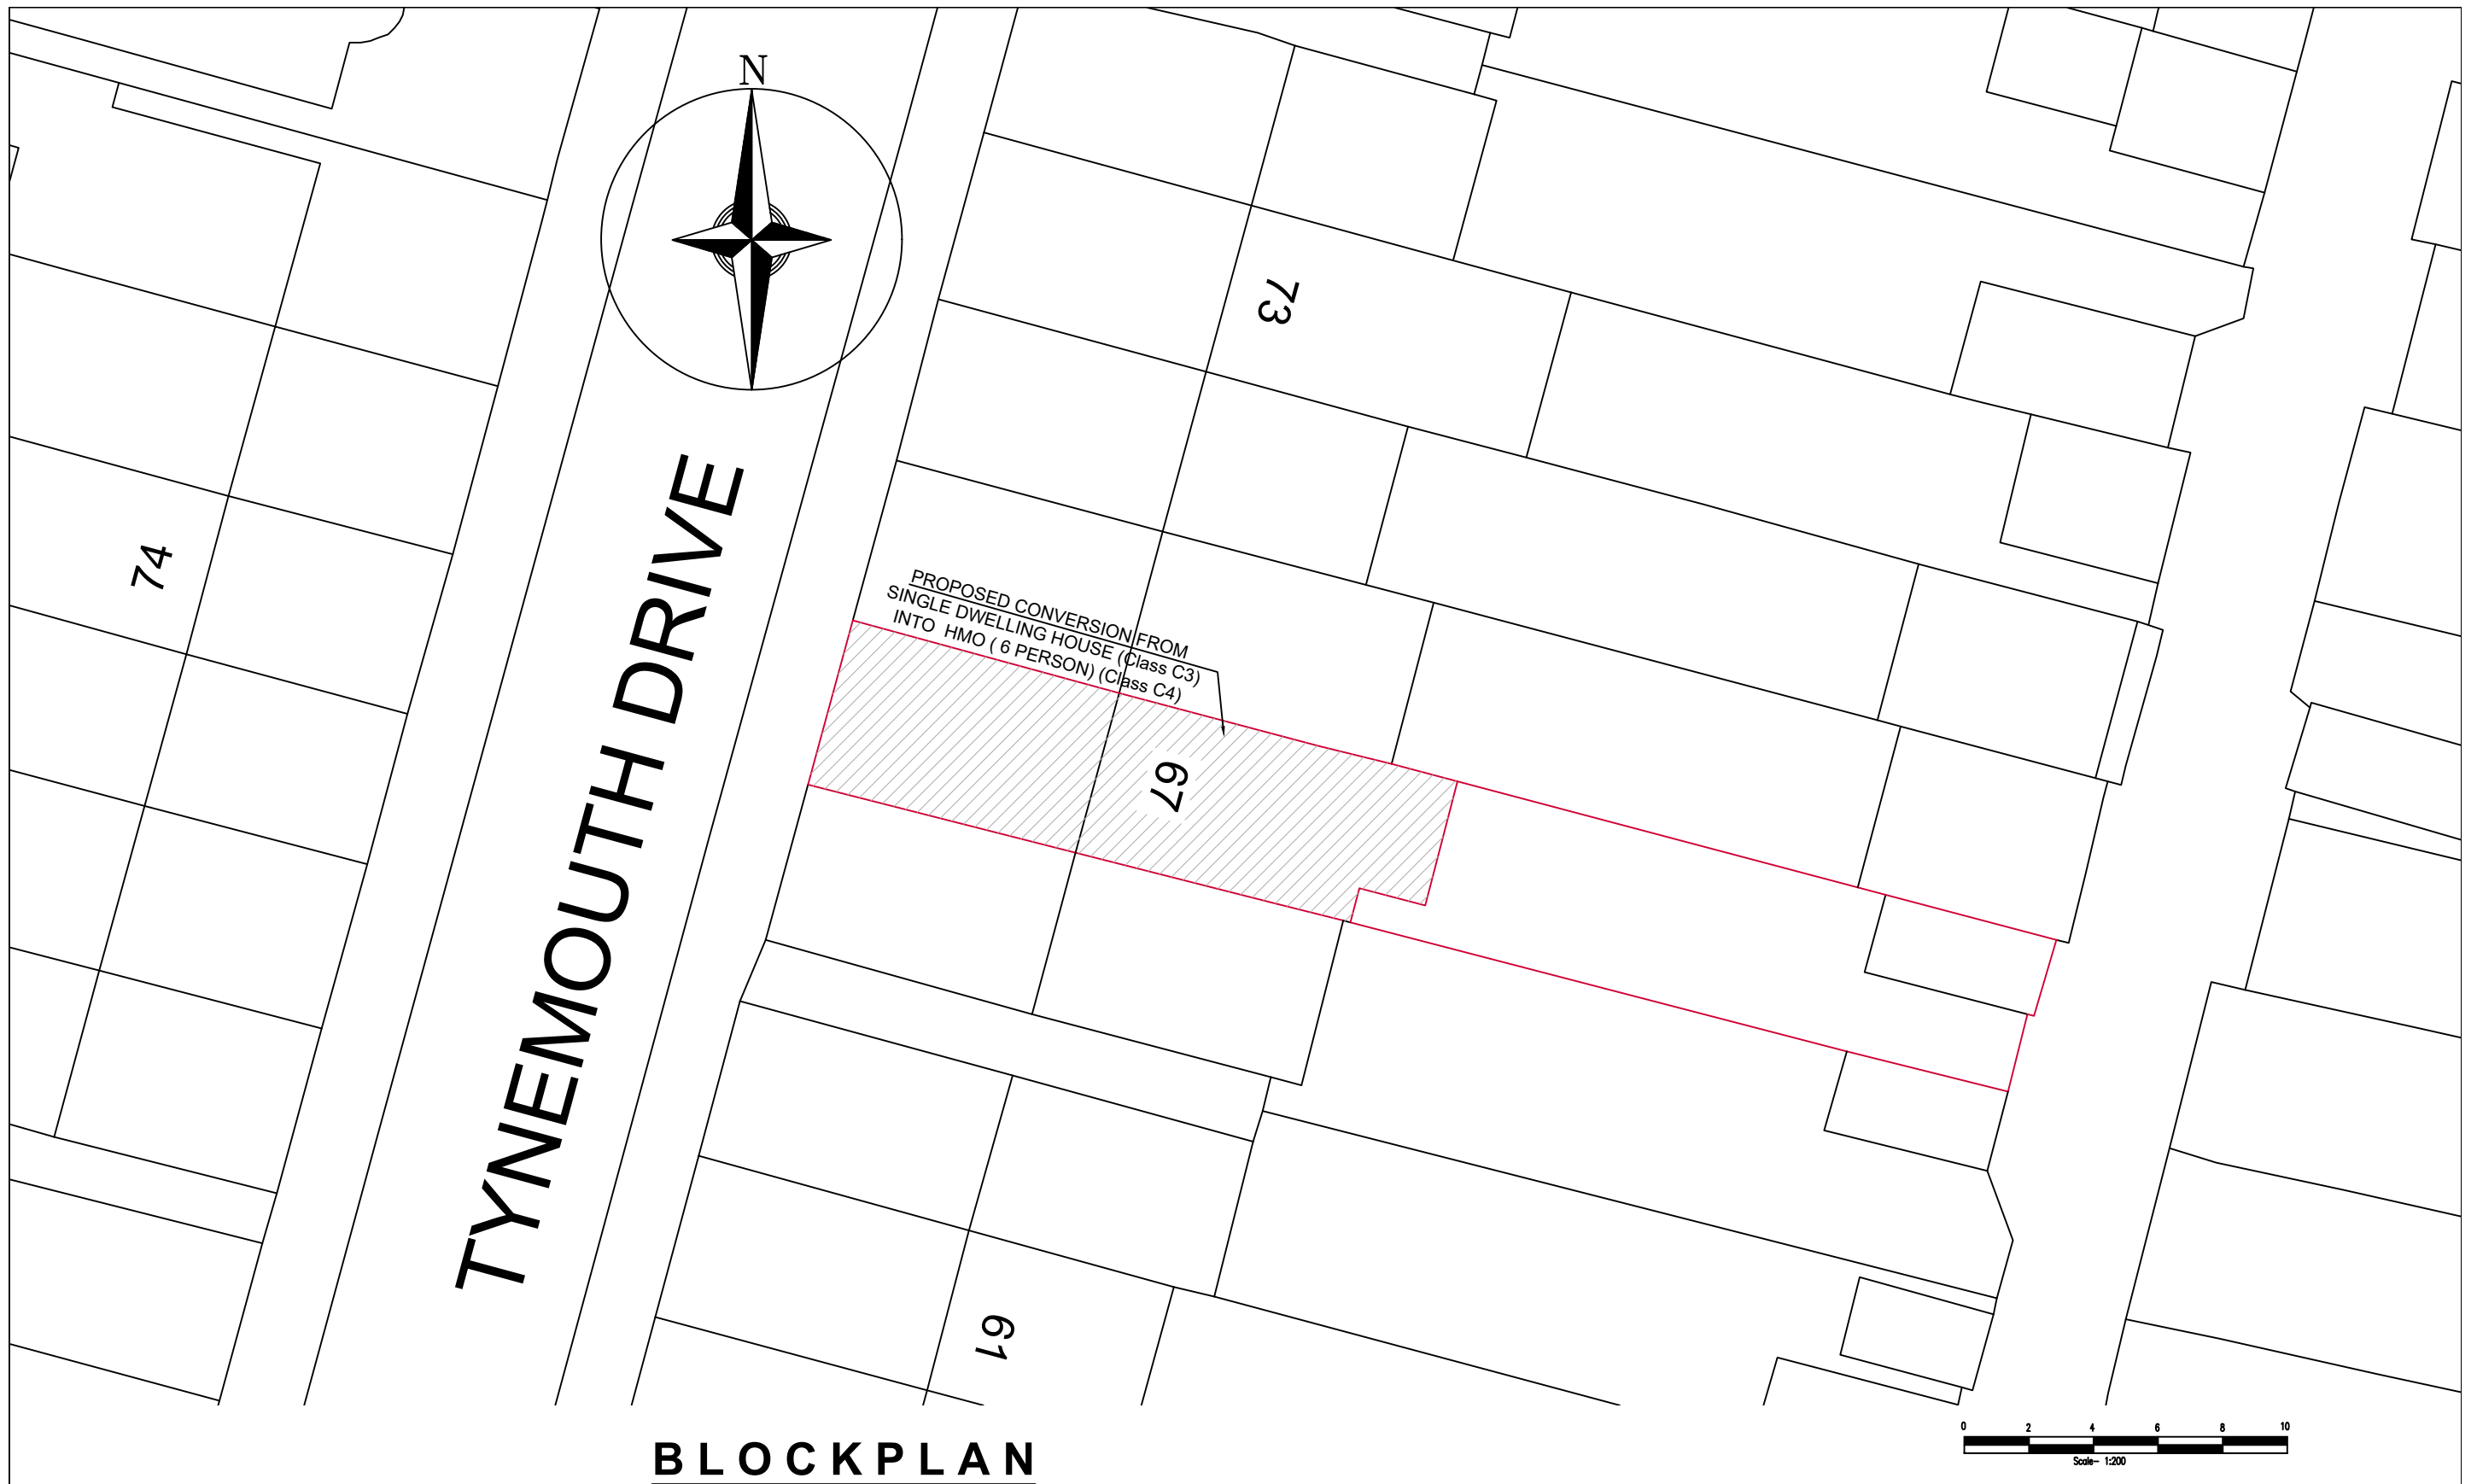 N
73
74
TYNEMOUTH DRIVE
PROPOSED CONVERSION FROM
SINGLE DWELLING HOUSE (Class C3)
INTO HMO ( 6 PERSON) (Class C4)
67
61
BLOCKPLAN
0 2 4 6 8 10
Scale- 1:200